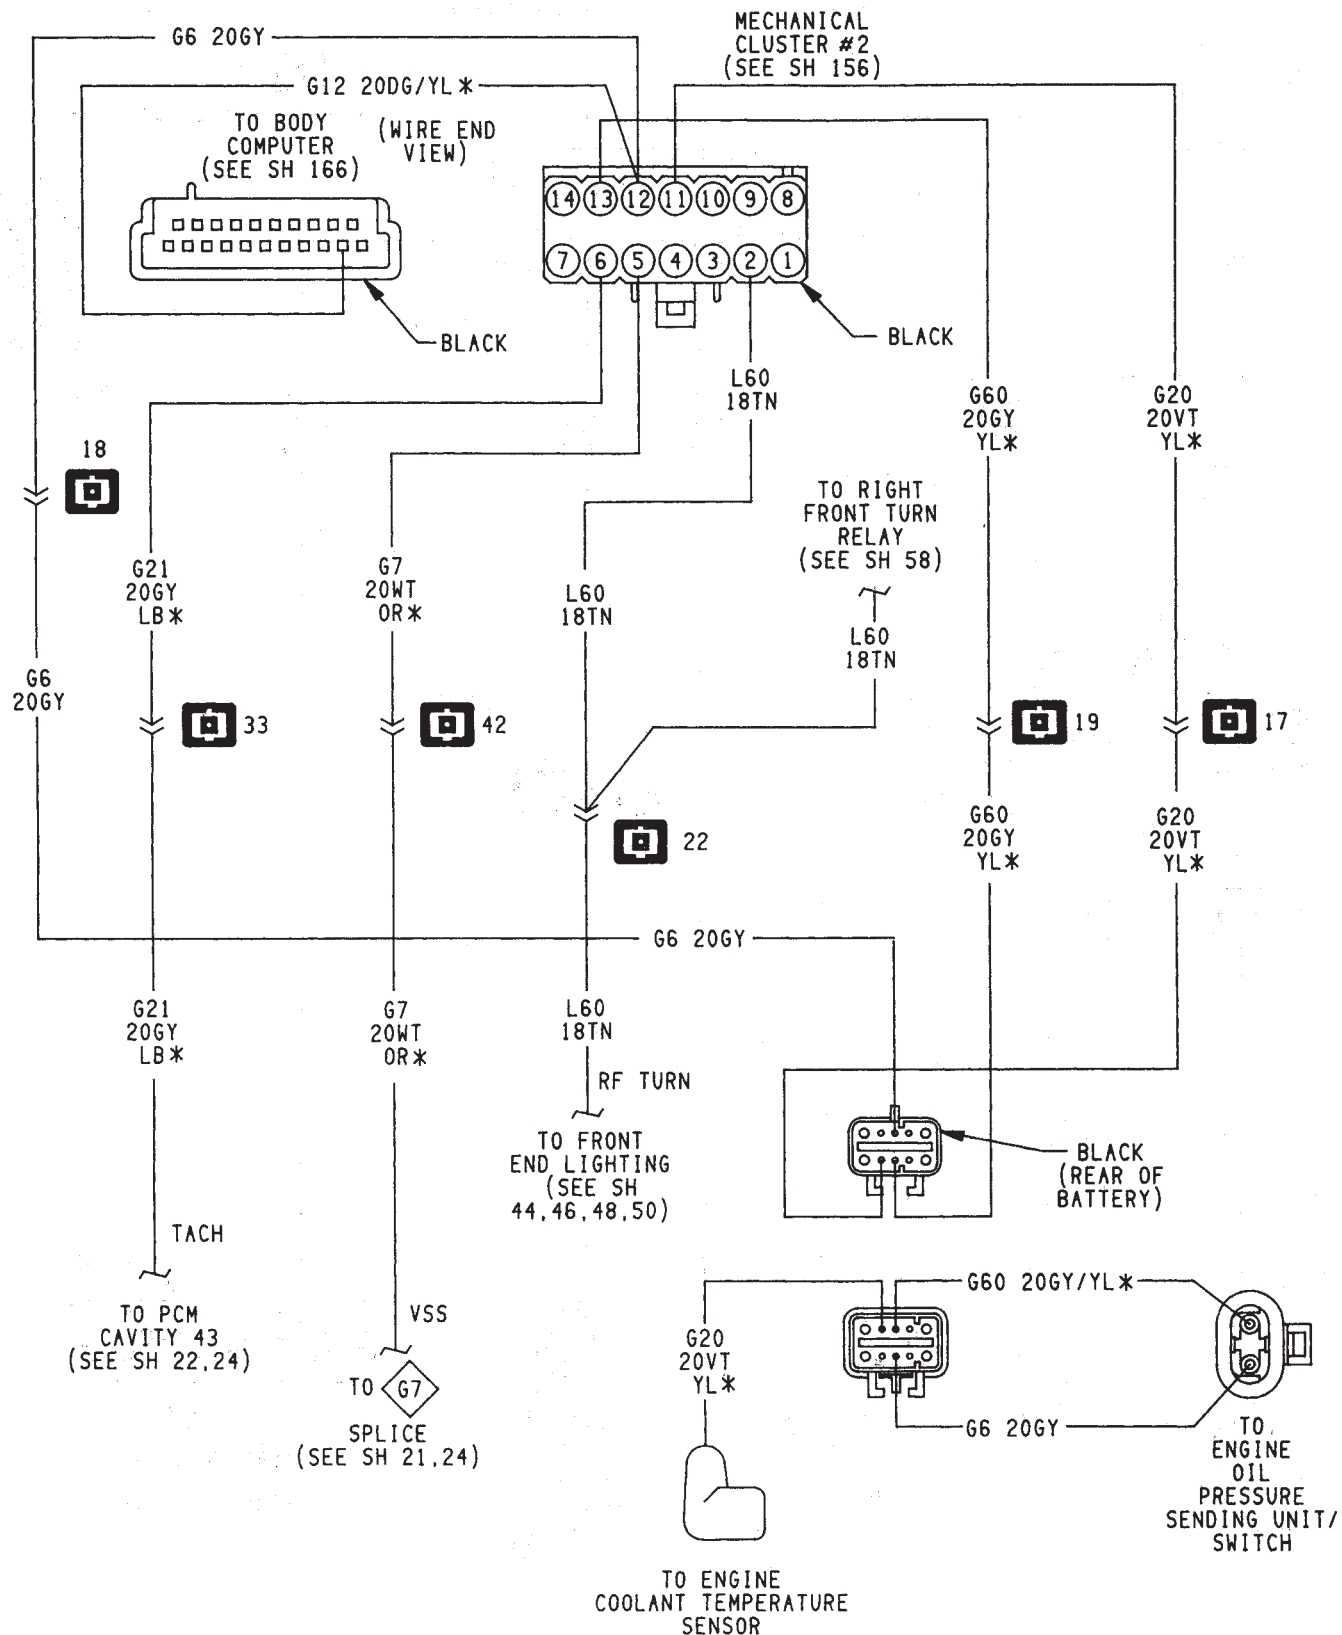 MECHANICAL
CLUSTER #2
(SEE SH 156)
G6 20GY
G12 20DG/YL*
TO BODY
COMPUTER
(SEE SH 166)
(WIRE END
VIEW)
14 13 12 11 10 9 8
7 6 5 4 3 2 1
BLACK
BLACK
L60
18TN
G60
20GY
YL*
G20
20VT
YL*
18
TO RIGHT
FRONT TURN
RELAY
(SEE SH 58)
G21
20GY
LB*
G7
20WT
OR*
L60
18TN
L60
18TN
G6
20GY
33
42
19
17
22
G60
20GY
YL*
G20
20VT
YL*
G6 20GY
G21
20GY
LB*
G7
20WT
OR*
L60
18TN
RF TURN
TO FRONT
END LIGHTING
(SEE SH
44,46,48,50)
BLACK
(REAR OF
BATTERY)
TACH
TO PCM
CAVITY 43
(SEE SH 22,24)
VSS
TO G7
SPLICE
(SEE SH 21,24)
G60 20GY/YL*
G20
20VT
YL*
G6 20GY
TO
ENGINE
OIL
PRESSURE
SENDING UNIT/
SWITCH
TO ENGINE
COOLANT TEMPERATURE
SENSOR